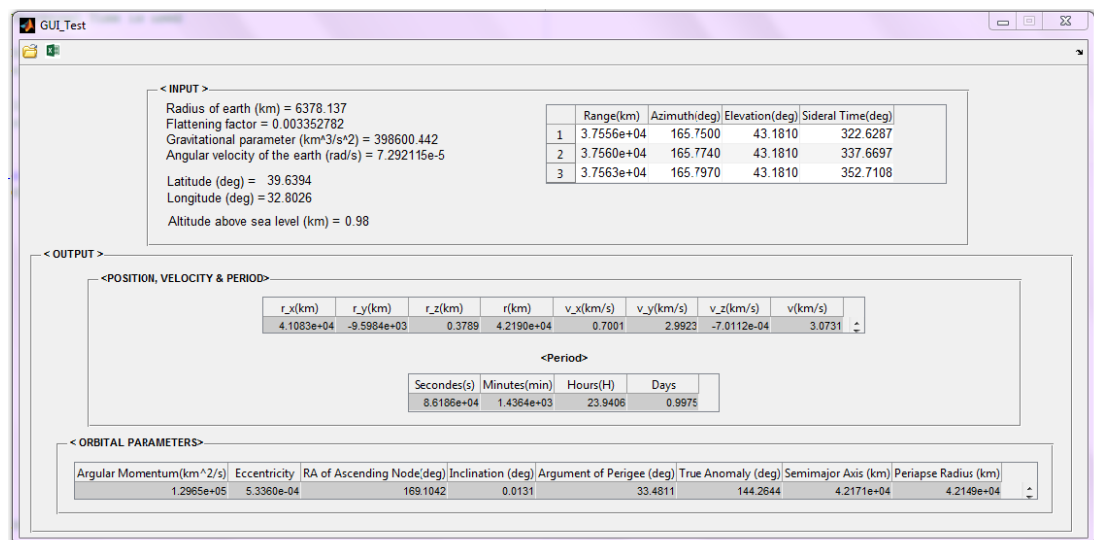 GUI_Test
< INPUT >
Radius of earth (km) = 6378.137
Flattening factor = 0.003352782
Gravitational parameter (km^3/s^2) = 398600.442
Angular velocity of the earth (rad/s) = 7.292115e-5
Latitude (deg) = 39.6394
Longitude (deg) = 32.8026
Altitude above sea level (km) = 0.98
Range(km) Azimuth(deg) Elevation(deg) Sideral Time(deg)
1 3.7556e+04 165.7500 43.1810 322.6287
2 3.7560e+04 165.7740 43.1810 337.6697
3 3.7563e+04 165.7970 43.1810 352.7108
< OUTPUT >
<POSITION, VELOCITY & PERIOD>
r_x(km) r_y(km) r_z(km) r(km) v_x(km/s) v_y(km/s) v_z(km/s) v(km/s)
4.1083e+04 -9.5984e+03 0.3789 4.2190e+04 0.7001 2.9923 -7.0112e-04 3.0731
<Period>
Secondes(s) Minutes(min) Hours(H) Days
8.6186e+04 1.4364e+03 23.9406 0.9975
< ORBITAL PARAMETERS>
Argular Momentum(km^2/s) Eccentricity RA of Ascending Node(deg) Inclination (deg) Argument of Perigee (deg) True Anomaly (deg) Semimajor Axis (km) Periapse Radius (km)
1.2965e+05 5.3360e-04 169.1042 0.0131 33.4811 144.2644 4.2171e+04 4.2149e+04